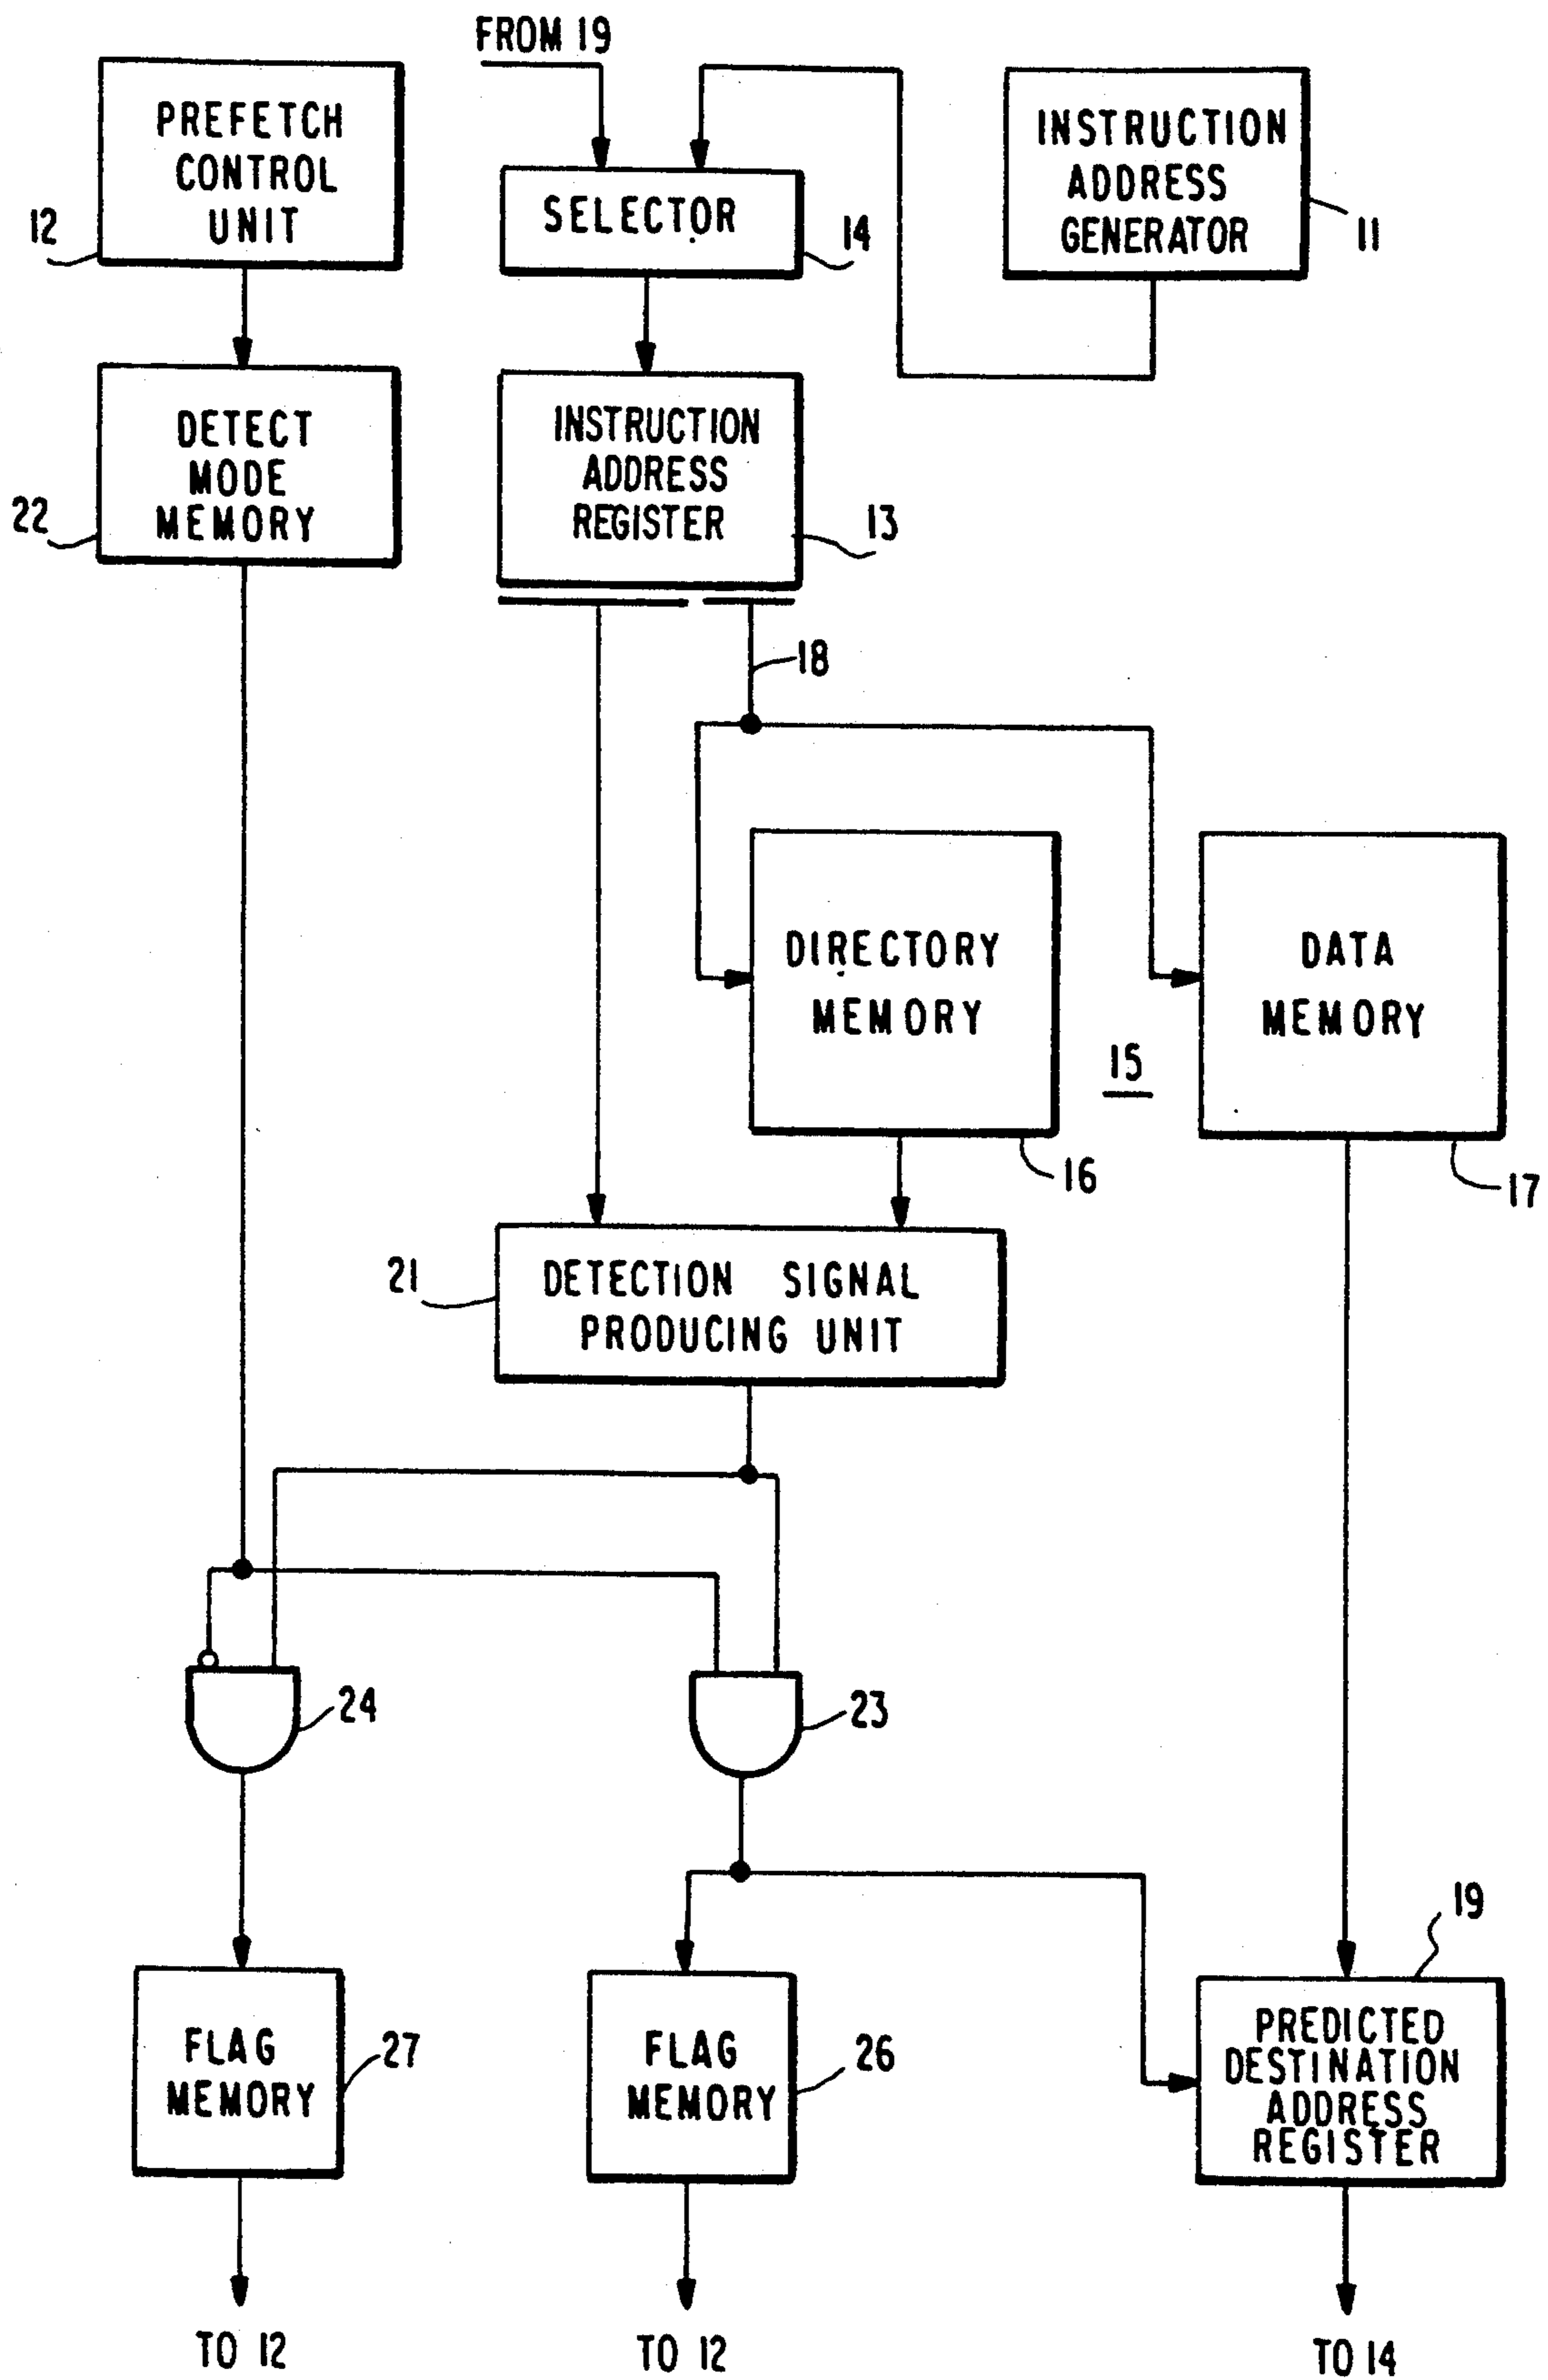 FROM 19
PREFETCH
CONTROL
UNIT
12
SELECTOR
14
INSTRUCTION
ADDRESS
GENERATOR
11
DETECT
MODE
MEMORY
22
INSTRUCTION
ADDRESS
REGISTER
13
18
DIRECTORY
MEMORY
16
15
DATA
MEMORY
17
21
DETECTION SIGNAL
PRODUCING UNIT
24
23
19
FLAG
MEMORY
27
FLAG
MEMORY
26
PREDICTED
DESTINATION
ADDRESS
REGISTER
TO 12
TO 12
TO 14